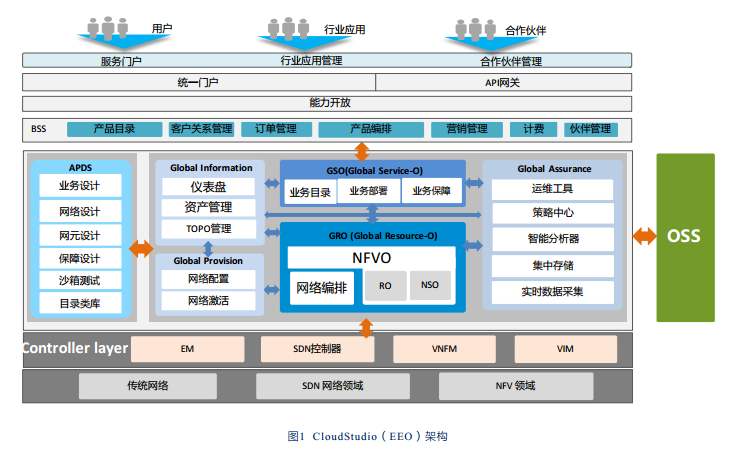 用户
行业应用
合作伙伴
服务门户
行业应用管理
合作伙伴管理
统一门户
API网关
能力开放
BSS
产品目录
客户关系管理
订单管理
产品编排
营销管理
计费
伙伴管理
APDS
业务设计
网络设计
网元设计
保障设计
沙箱测试
目录类库
Global Information
仪表盘
资产管理
TOPO管理
Global Provision
网络配置
网络激活
GSO(Global Service-O)
业务目录
业务部署
业务保障
GRO (Global Resource-O)
NFVO
网络编排
RO
NSO
Global Assurance
运维工具
策略中心
智能分析器
集中存储
实时数据采集
OSS
Controller layer
EM
SDN控制器
VNFM
VIM
传统网络
SDN 网络领域
NFV 领域
图1 CloudStudio（EEO）架构